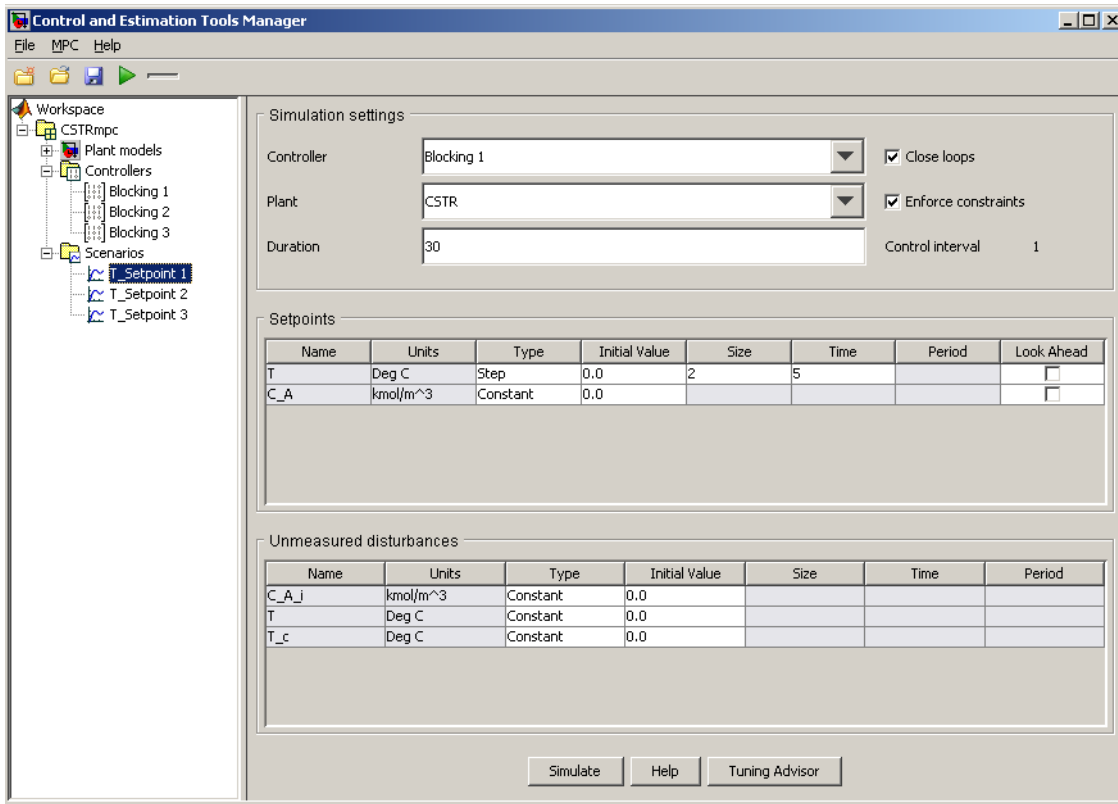 Control and Estimation Tools Manager
File MPC Help
Workspace
CSTRmpc
Plant models
Controllers
Blocking 1
Blocking 2
Blocking 3
Scenarios
T_Setpoint 1
T_Setpoint 2
T_Setpoint 3
Simulation settings
Controller Blocking 1 Close loops
Plant CSTR Enforce constraints
Duration 30 Control interval 1
Setpoints
Name Units Type Initial Value Size Time Period Look Ahead
T Deg C Step 0.0 2 5
C_A kmol/m^3 Constant 0.0
Unmeasured disturbances
Name Units Type Initial Value Size Time Period
C_A_i kmol/m^3 Constant 0.0
T Deg C Constant 0.0
T_c Deg C Constant 0.0
Simulate Help Tuning Advisor